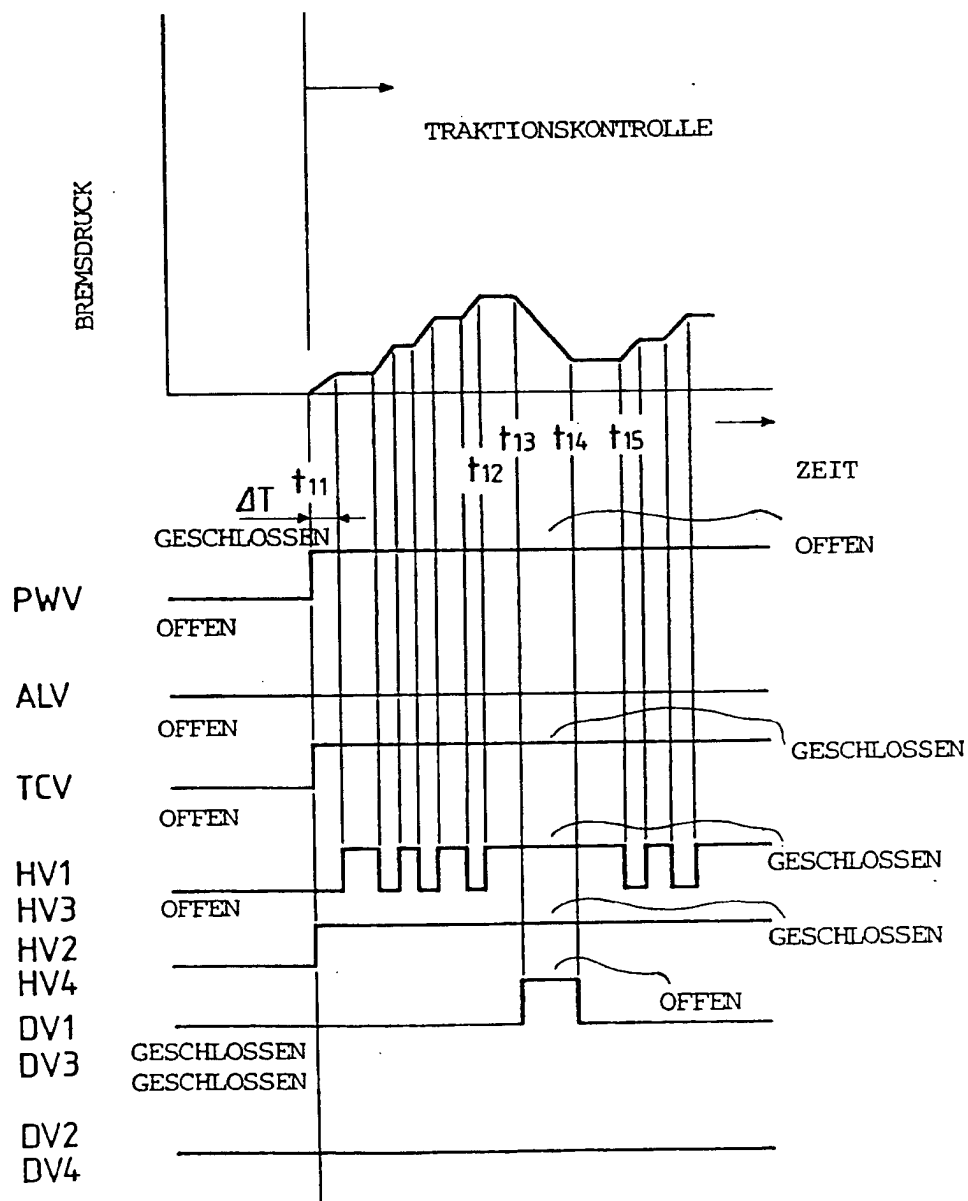 TRAKTIONSKONTROLLE
BREMSDRUCK
t13 t14 t15
t11 t12
ZEIT
ΔT
GESCHLOSSEN
OFFEN
PWV
OFFEN
ALV
OFFEN
GESCHLOSSEN
TCV
OFFEN
GESCHLOSSEN
HV1
HV3
OFFEN
GESCHLOSSEN
HV2
HV4
OFFEN
DV1
DV3
GESCHLOSSEN
GESCHLOSSEN
DV2
DV4